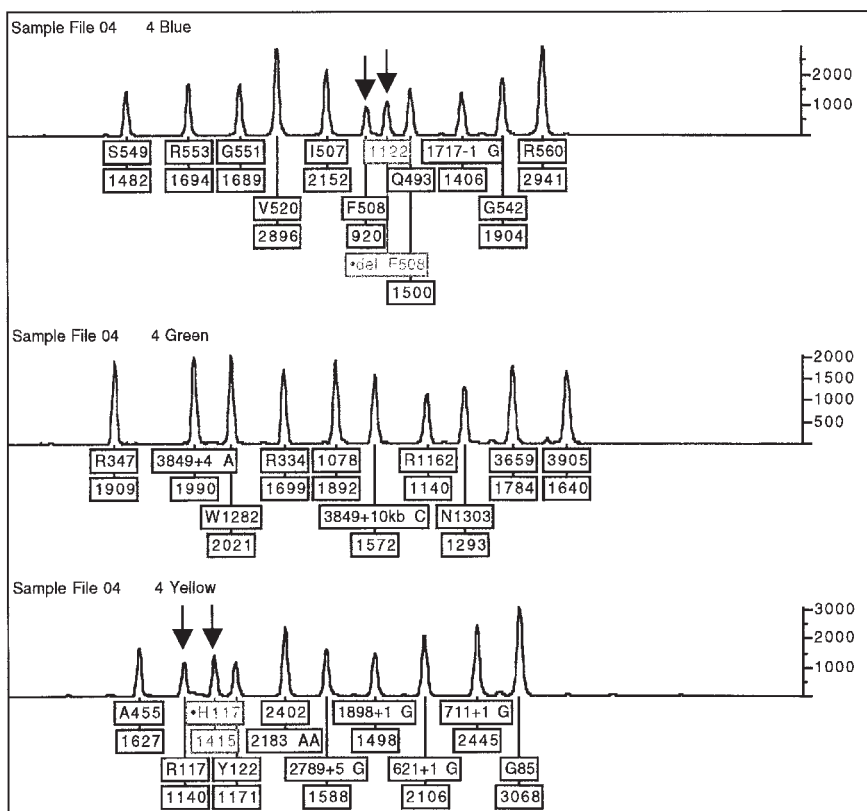 Sample File 04 4 Blue
2000
1000
S549 R553 G551 I507 1122 1717-1 G R560
1482 1694 1689 2152 Q493 1406 2941
V520 F508 G542
2896 920 1904
•del F508
1500
Sample File 04 4 Green
2000
1500
1000
500
R347 3849+4 A R334 1078 R1162 3659 3905
1909 1990 1699 1892 1140 1784 1640
W1282 3849+10kb C N1303
2021 1572 1293
Sample File 04 4 Yellow
3000
2000
1000
A455 •H117 2402 1898+1 G 711+1 G
1627 1415 2183 AA 1498 2445
R117 Y122 2789+5 G 621+1 G G85
1140 1171 1588 2106 3068